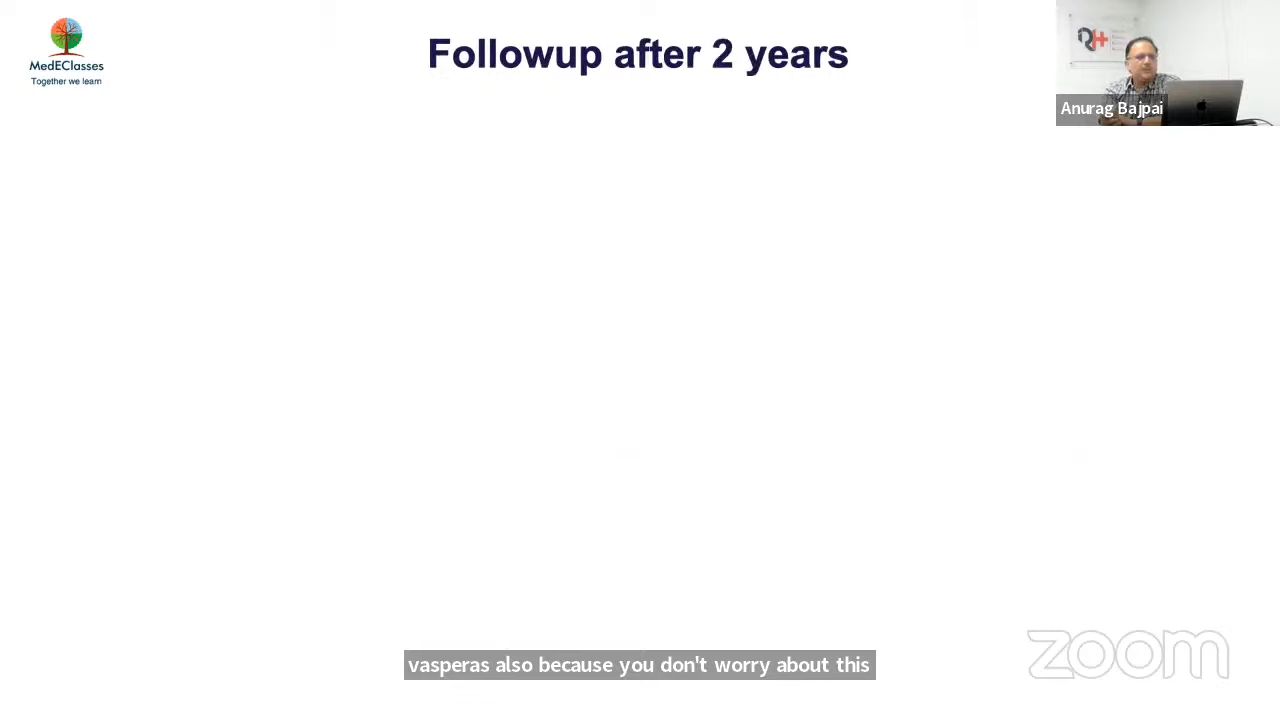 MedEClasses
Together we learn
Followup after 2 years
Anurag Bajpai
vasperas also because you don't worry about this
zoom